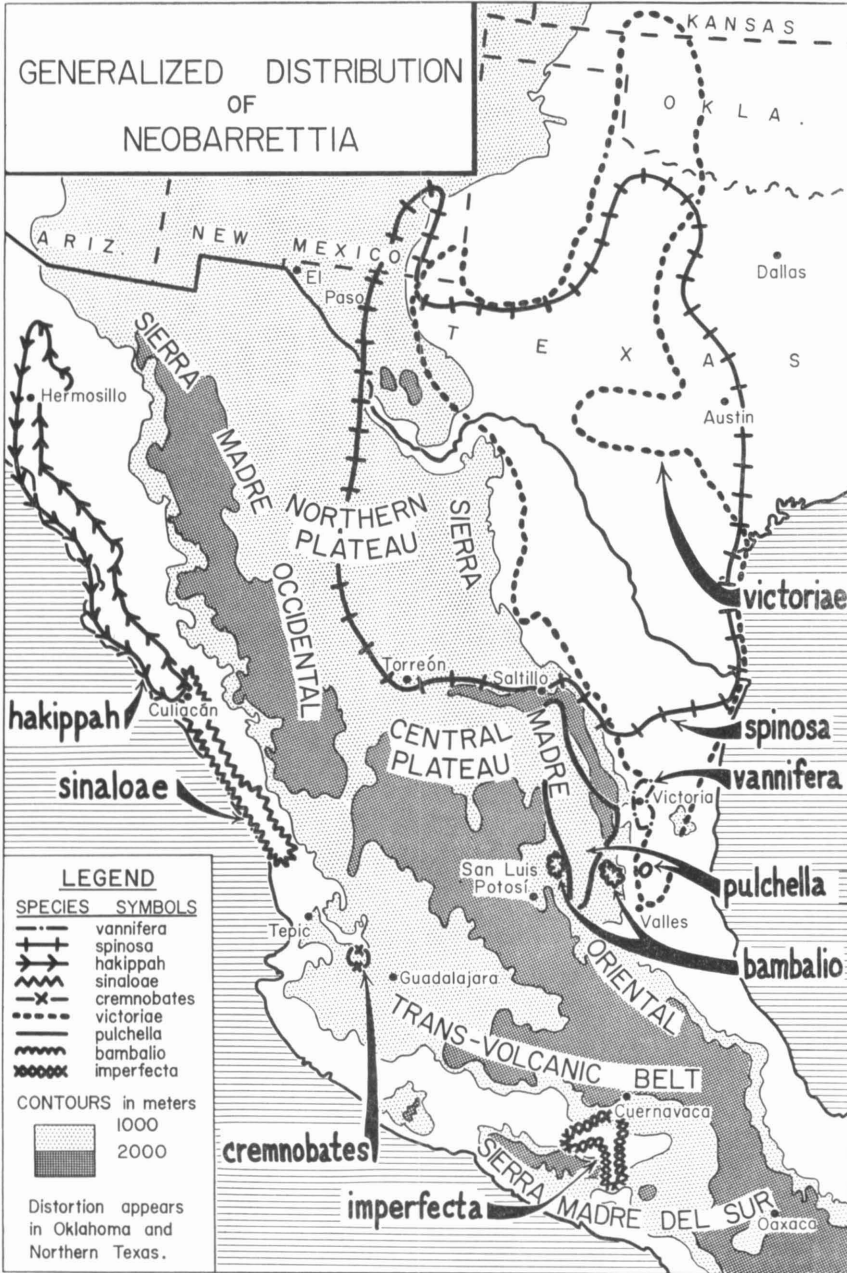 GENERALIZED DISTRIBUTION
OF
NEOBARRETTIA
KANSAS
OKLA.
ARIZ.
NEW MEXICO
El Paso
TEXAS
Dallas
Austin
Hermosillo
SIERRA MADRE OCCIDENTAL
NORTHERN
PLATEAU
SIERRA MADRE ORIENTAL
victoriae
Torreón
Saltillo
hakippah
Culiacán
CENTRAL
PLATEAU
spinosa
vannifera
Victoria
sinaloae
San Luis
Potosí
pulchella
Valles
bambalio
LEGEND
SPECIES SYMBOLS
vannifera
spinosa
hakippah
sinaloae
cremnobates
victoriae
pulchella
bambalio
imperfecta
CONTOURS in meters
1000
2000
Distortion appears
in Oklahoma and
Northern Texas.
Tepic
Guadalajara
TRANS-VOLCANIC BELT
Cuernavaca
cremnobates
imperfecta
SIERRA MADRE DEL SUR
Oaxaca